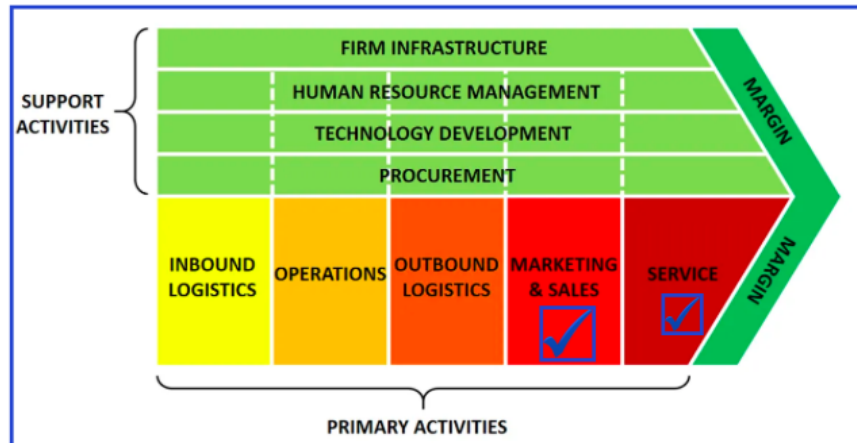 FIRM INFRASTRUCTURE
HUMAN RESOURCE MANAGEMENT
TECHNOLOGY DEVELOPMENT
PROCUREMENT
SUPPORT
ACTIVITIES
MARGIN
INBOUND
LOGISTICS
OPERATIONS
OUTBOUND
LOGISTICS
MARKETING
& SALES
SERVICE
MARGIN
PRIMARY ACTIVITIES